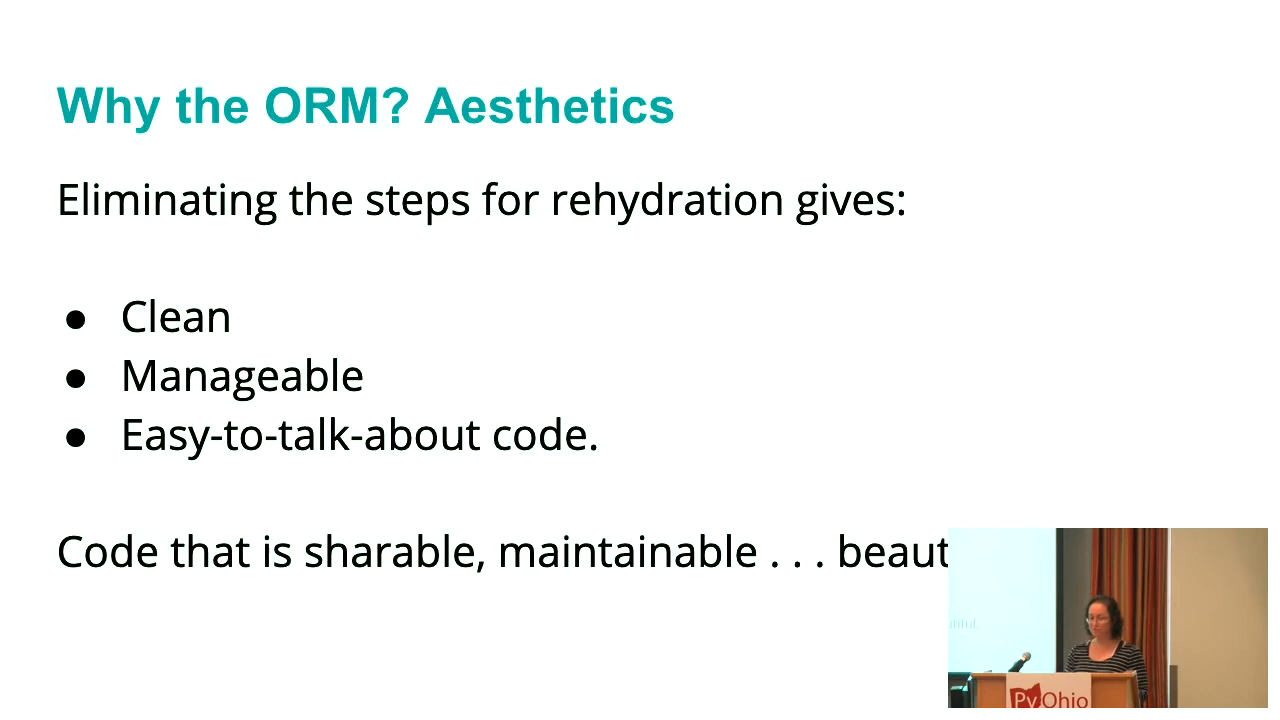 Why the ORM? Aesthetics
Eliminating the steps for rehydration gives:
● Clean
● Manageable
● Easy-to-talk-about code.
Code that is sharable, maintainable . . . beaut
utiful.
PyOhio